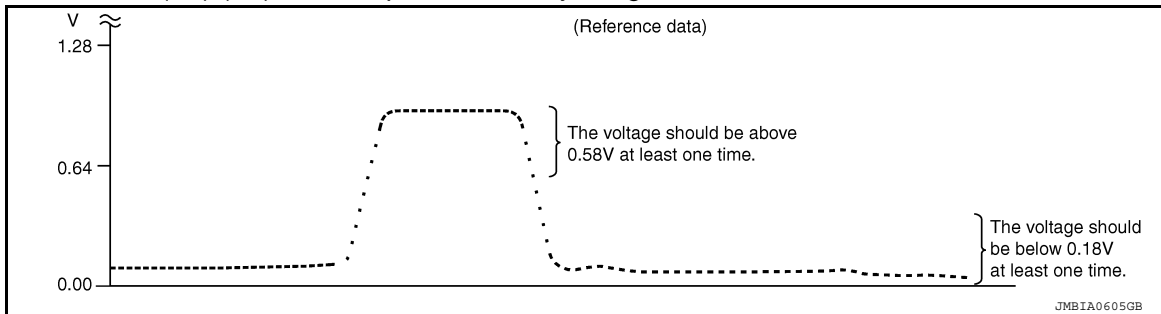 V
(Reference data)
1.28
The voltage should be above
0.58V at least one time.
0.64
The voltage should
be below 0.18V
at least one time.
0.00
JMBIA0605GB